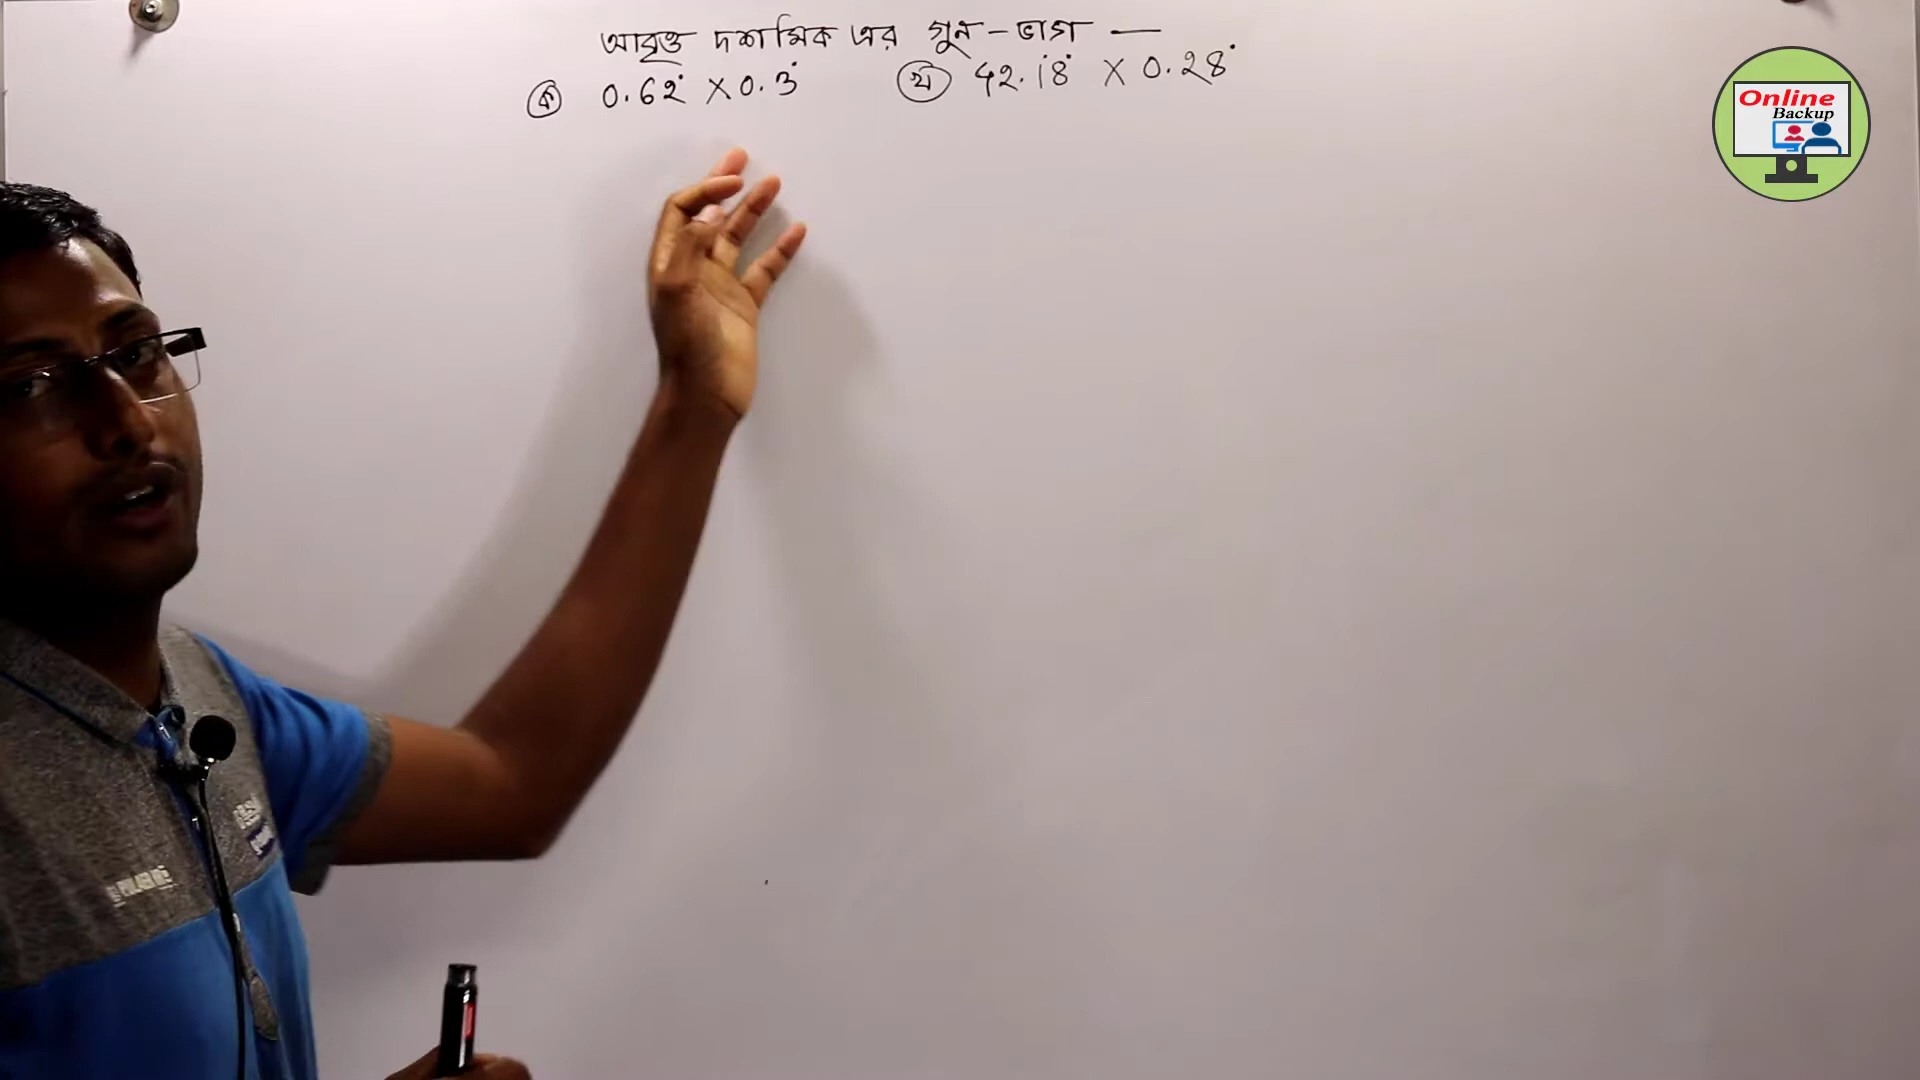 আবৃত্ত দশমিক এর গুন - ভাগ —
ক 0.62̇ × 0.3̇ খ 42.1̇8̇ × 0.28̇
Online
Backup